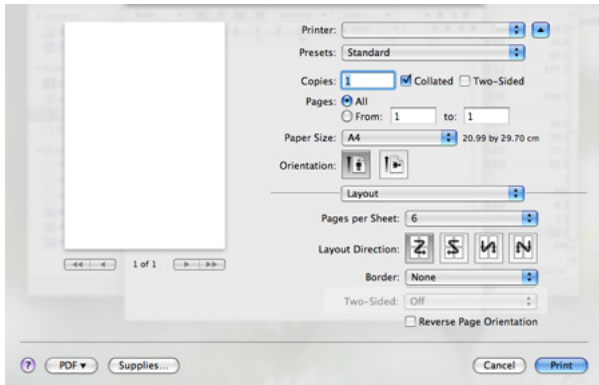 Printer:
Presets: Standard
Copies: 1 Collated Two-Sided
Pages: All
From: 1 to: 1
Paper Size: A4 20.99 by 29.70 cm
Orientation:
Layout
Pages per Sheet: 6
Layout Direction:
Border: None
Two-Sided: Off
Reverse Page Orientation
1 of 1
? PDF▼ Supplies... Cancel Print